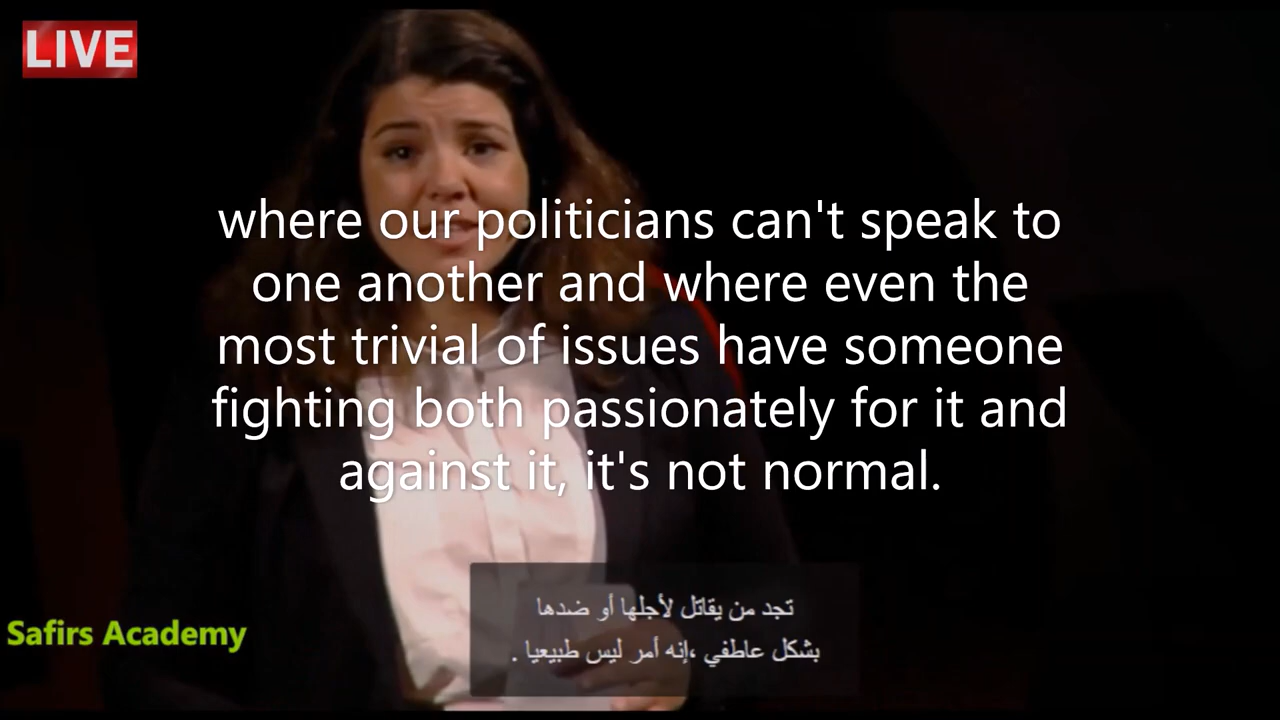 LIVE
where our politicians can't speak to
one another and where even the
most trivial of issues have someone
fighting both passionately for it and
against it, it's not normal.
تجد من يقاتل لأجلها أو ضدها
بشكل عاطفي ،إنه أمر ليس طبيعيا .
Safirs Academy